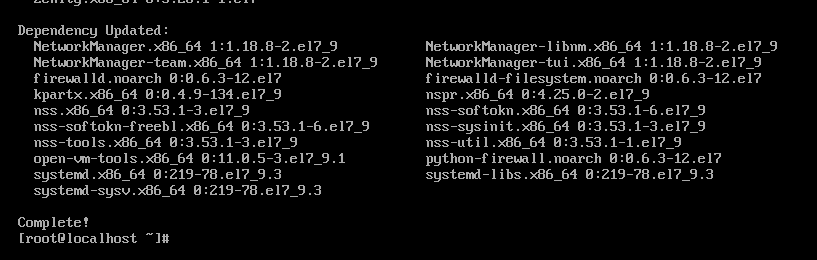 Dependency Updated:
NetworkManager.x86_64 1:1.18.8-2.el7_9 NetworkManager-libnm.x86_64 1:1.18.8-2.el7_9
NetworkManager-team.x86_64 1:1.18.8-2.el7_9 NetworkManager-tui.x86_64 1:1.18.8-2.el7_9
firewalld.noarch 0:0.6.3-12.el7 firewalld-filesystem.noarch 0:0.6.3-12.el7
kpartx.x86_64 0:0.4.9-134.el7_9 nspr.x86_64 0:4.25.0-2.el7_9
nss.x86_64 0:3.53.1-3.el7_9 nss-softokn.x86_64 0:3.53.1-6.el7_9
nss-softokn-freebl.x86_64 0:3.53.1-6.el7_9 nss-sysinit.x86_64 0:3.53.1-3.el7_9
nss-tools.x86_64 0:3.53.1-3.el7_9 nss-util.x86_64 0:3.53.1-1.el7_9
open-vm-tools.x86_64 0:11.0.5-3.el7_9.1 python-firewall.noarch 0:0.6.3-12.el7
systemd.x86_64 0:219-78.el7_9.3 systemd-libs.x86_64 0:219-78.el7_9.3
systemd-sysv.x86_64 0:219-78.el7_9.3
Complete!
[root@localhost ~]#